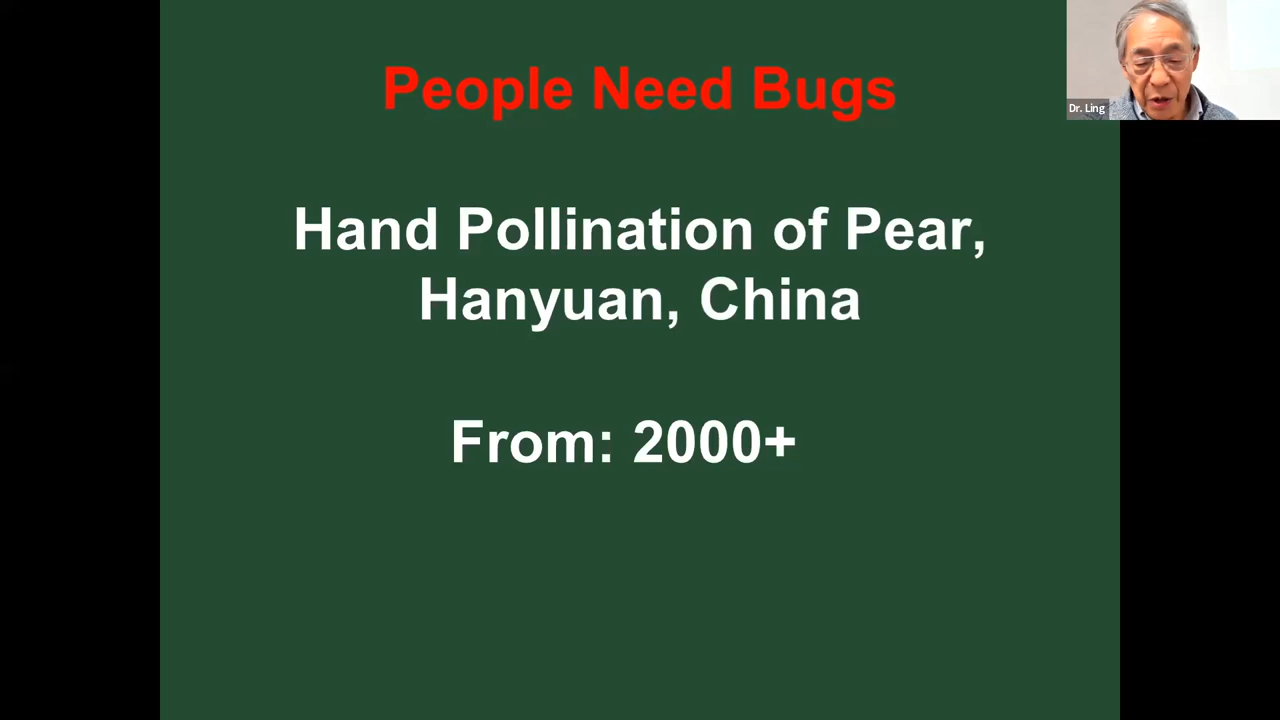 People Need Bugs
Dr. Ling
Hand Pollination of Pear,
Hanyuan, China
From: 2000+